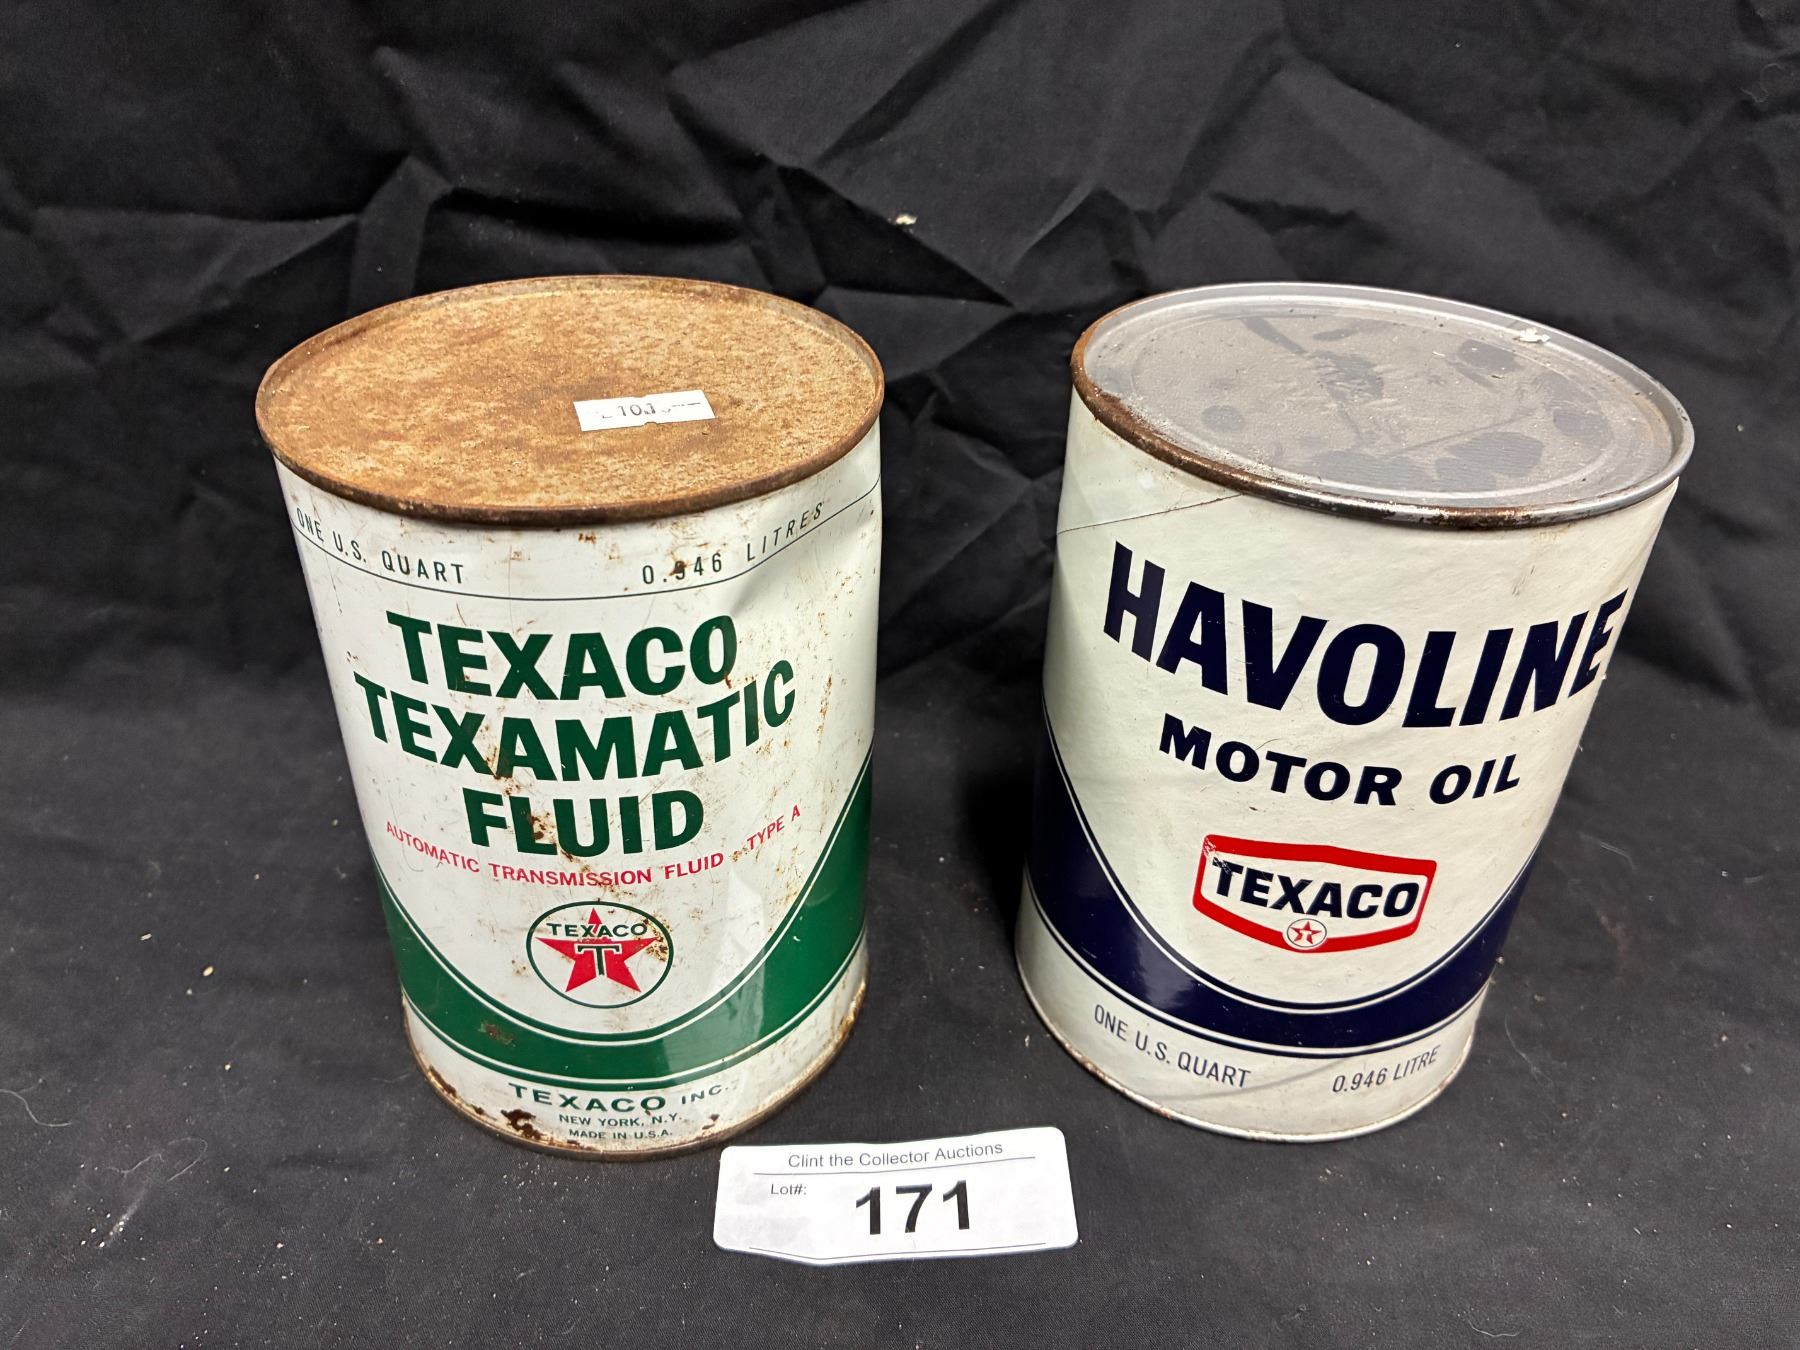 101
ONE U.S. QUART 0.946 LITRES
TEXACO
TEXAMATIC
FLUID
AUTOMATIC TRANSMISSION FLUID - TYPE A
TEXACO
T
TEXACO INC.
NEW YORK, N.Y.
MADE IN U.S.A.
HAVOLINE
MOTOR OIL
TEXACO
T
ONE U.S. QUART 0.946 LITRE
Clint the Collector Auctions
Lot#: 171